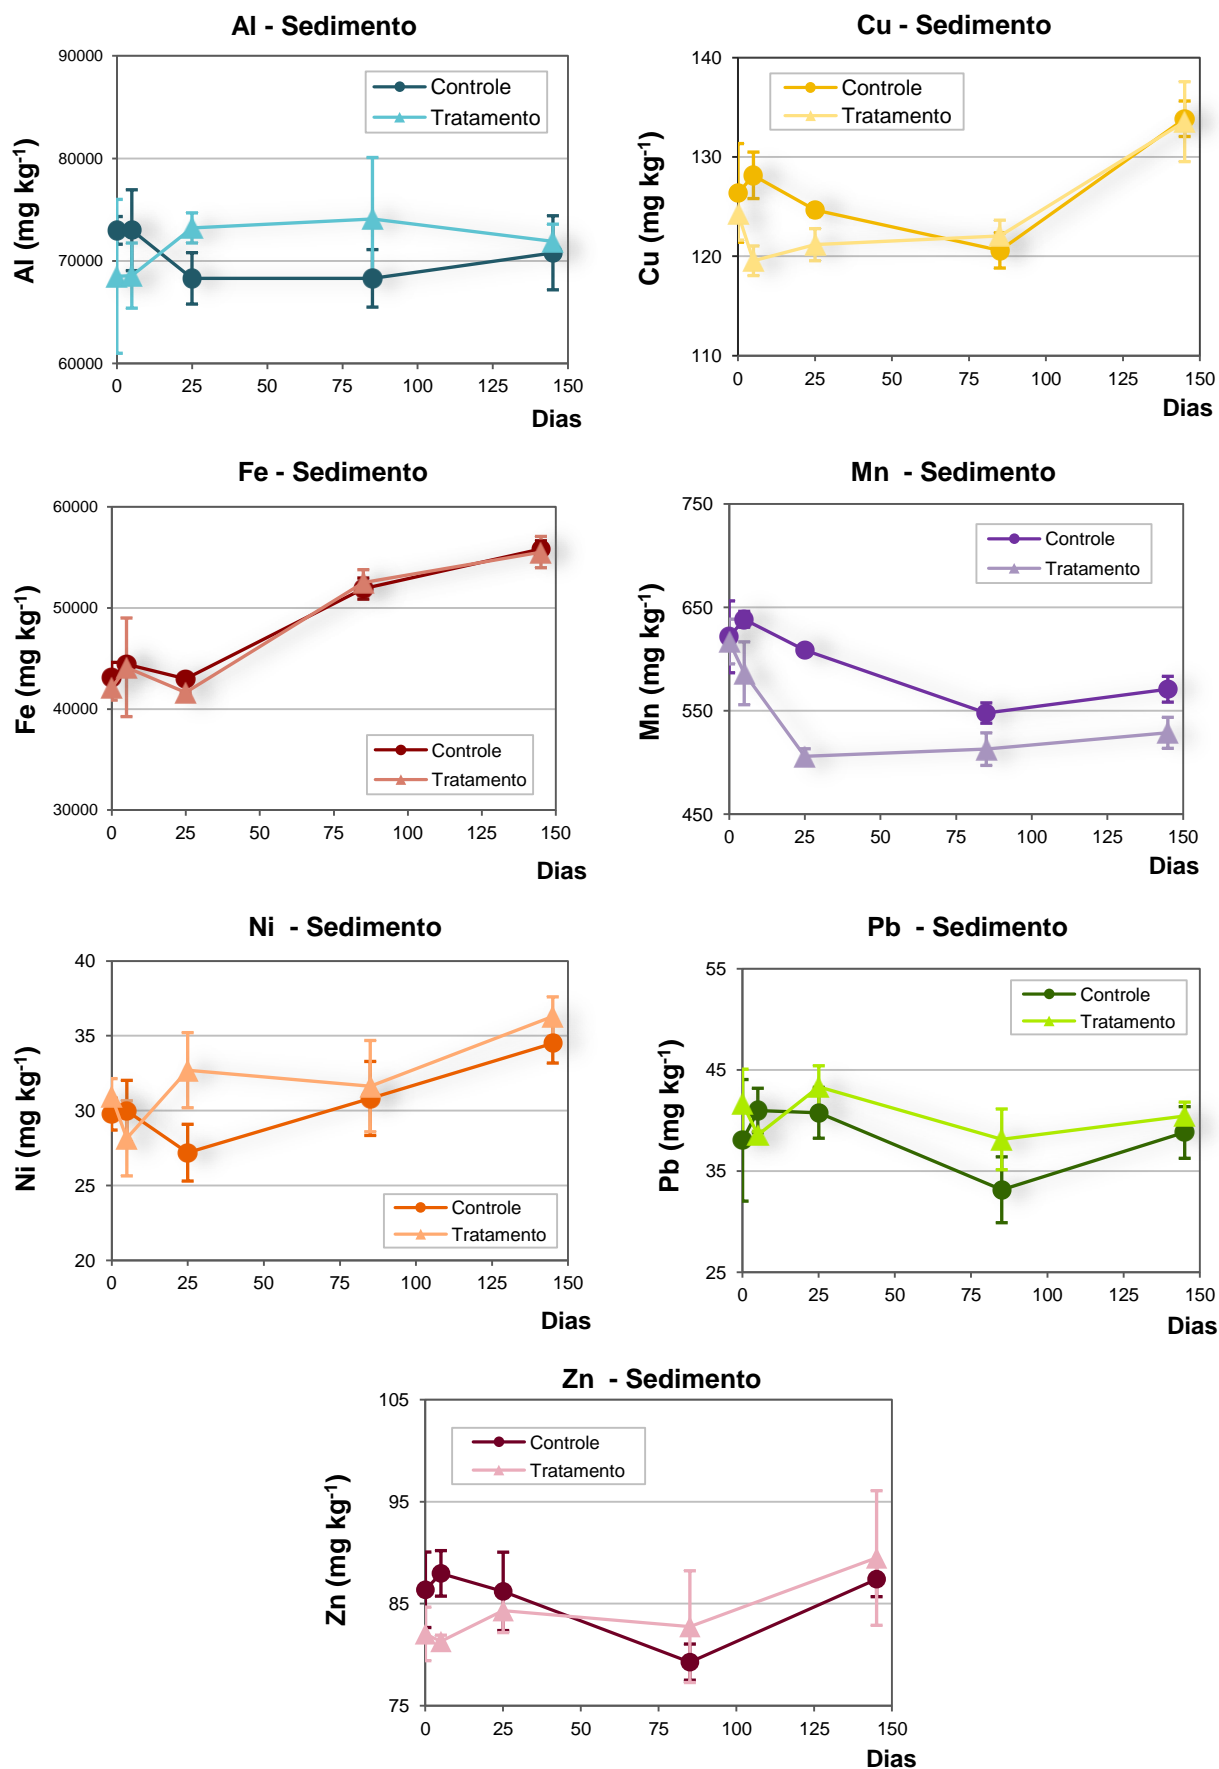 Al - Sedimento
Al (mg kg-1)
90000
80000
70000
60000
Controle
Tratamento
0 25 50 75 100 125 150
Dias
Cu - Sedimento
Cu (mg kg-1)
140
130
120
110
Controle
Tratamento
0 25 50 75 100 125 150
Dias
Fe - Sedimento
Fe (mg kg-1)
60000
50000
40000
30000
Controle
Tratamento
0 25 50 75 100 125 150
Dias
Mn - Sedimento
Mn (mg kg-1)
750
650
550
450
Controle
Tratamento
0 25 50 75 100 125 150
Dias
Ni - Sedimento
Ni (mg kg-1)
40
35
30
25
20
Controle
Tratamento
0 25 50 75 100 125 150
Dias
Pb - Sedimento
Pb (mg kg-1)
55
45
35
25
Controle
Tratamento
0 25 50 75 100 125 150
Dias
Zn - Sedimento
Zn (mg kg-1)
105
95
85
75
Controle
Tratamento
0 25 50 75 100 125 150
Dias